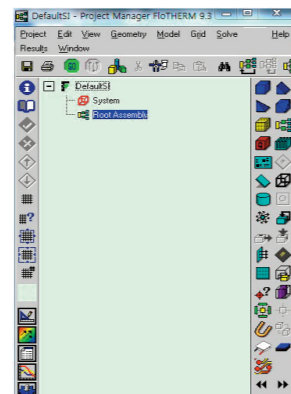 DefaultSI - Project Manager FloTHERM 9.3
Project Edit View Geometry Model Grid Solve Help
Results Window
DefaultSI
System
Root Assembly